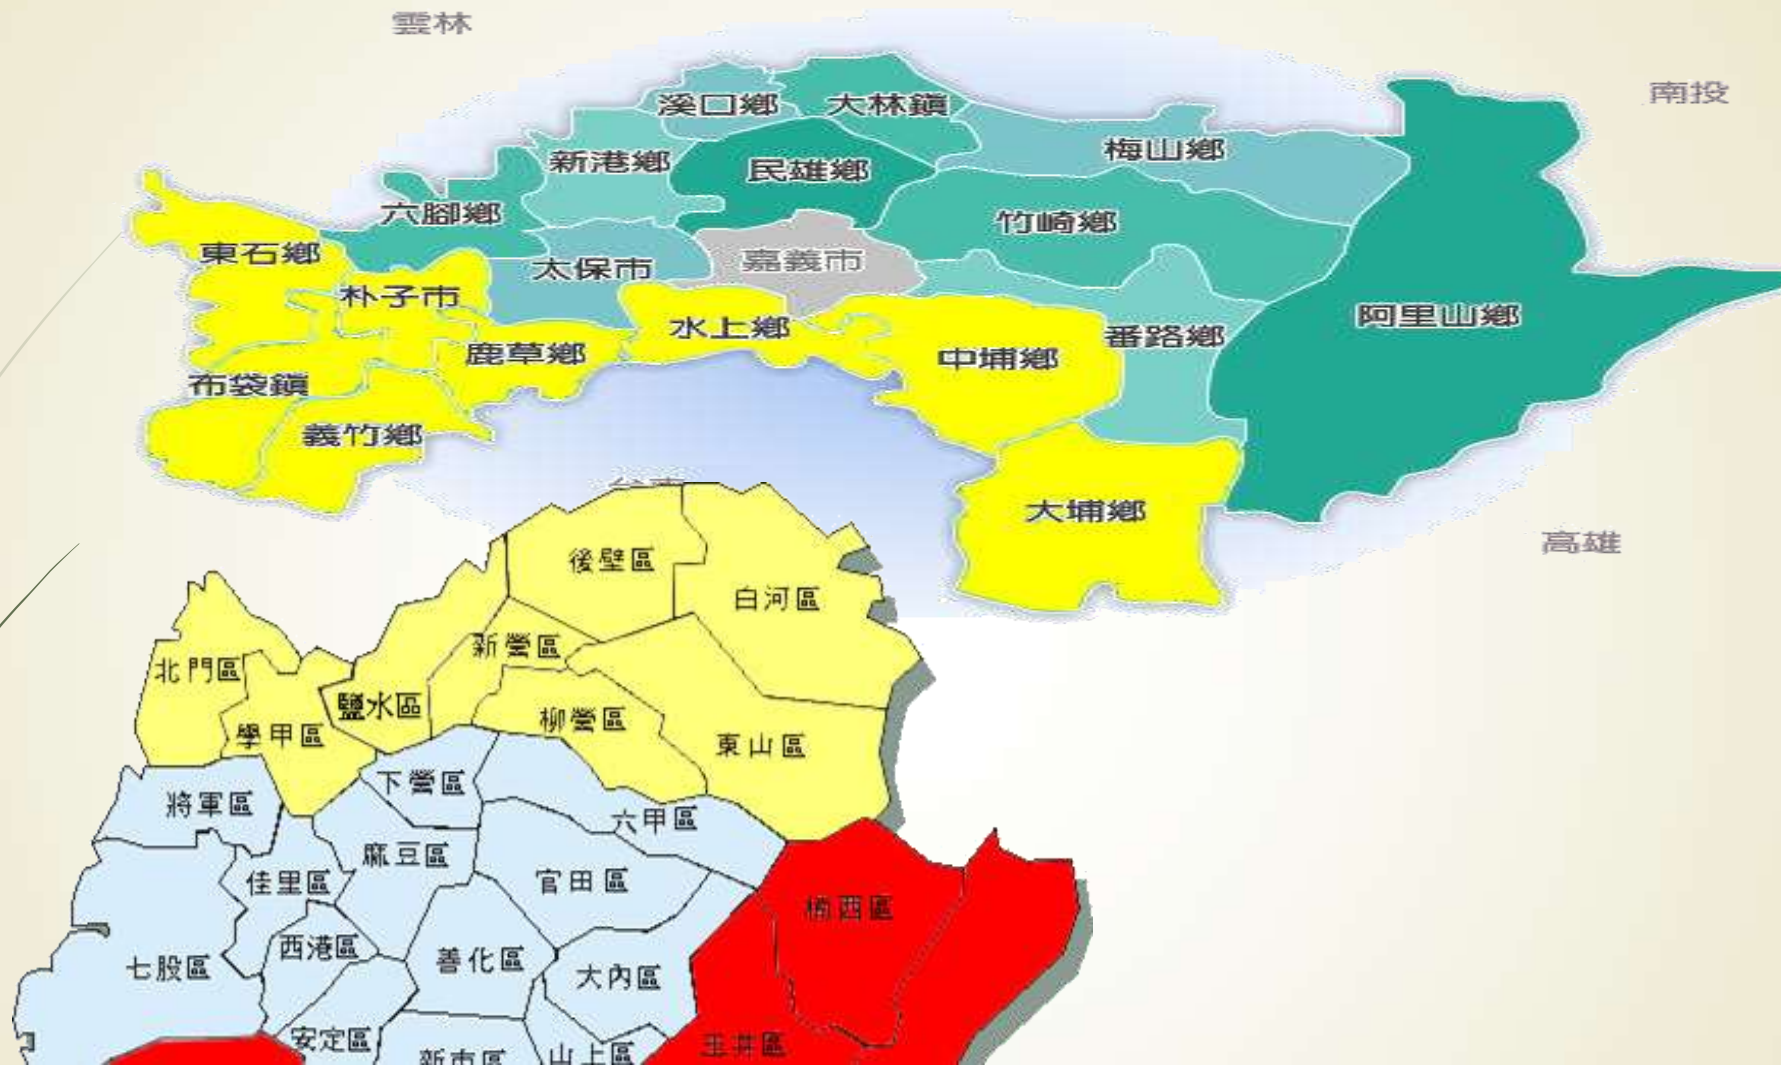 雲林
南投
溪口鄉
大林鎮
新港鄉
民雄鄉
梅山鄉
六腳鄉
竹崎鄉
東石鄉
太保市
嘉義市
朴子市
水上鄉
阿里山鄉
番路鄉
鹿草鄉
中埔鄉
布袋鎮
義竹鄉
大埔鄉
高雄
後壁區
白河區
新營區
北門區
鹽水區
柳營區
學甲區
東山區
下營區
將軍區
六甲區
麻豆區
佳里區
官田區
楠西區
西港區
善化區
七股區
大內區
安定區
玉井區
山上區
新市區